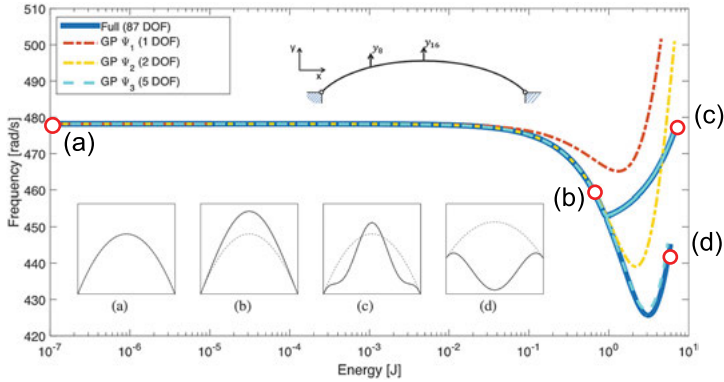 510
500
490
480
470
460
450
440
430
420
Frequency [rad/s]
Full (87 DOF)
GP Ψ1 (1 DOF)
GP Ψ2 (2 DOF)
GP Ψ3 (5 DOF)
y
x
y8
y16
(a)
(b)
(c)
(d)
(a)
(b)
(c)
(d)
10-7
10-6
10-5
10-4
10-3
10-2
10-1
100
101
Energy [J]